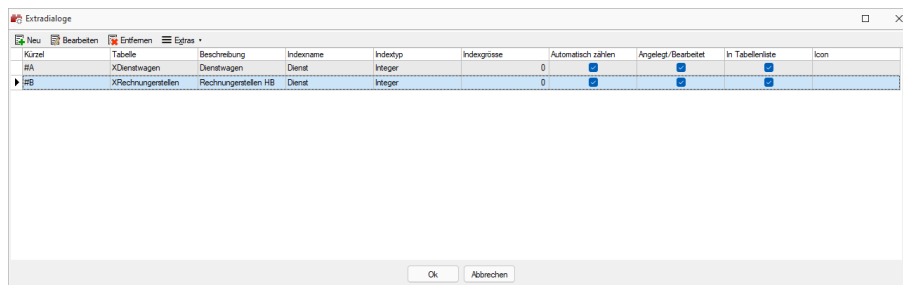 Extradialoge
Neu Bearbeiten Entfernen Extras
Kürzel Tabelle Beschreibung Indexname Indextyp Indexgrösse Automatisch zählen Angelegt/Bearbeitet In Tabellenliste Icon
#A XDienstwagen Dienstwagen Dienst Integer 0
#B XRechnungerstellen Rechnungerstellen HB Dienst Integer 0
Ok Abbrechen